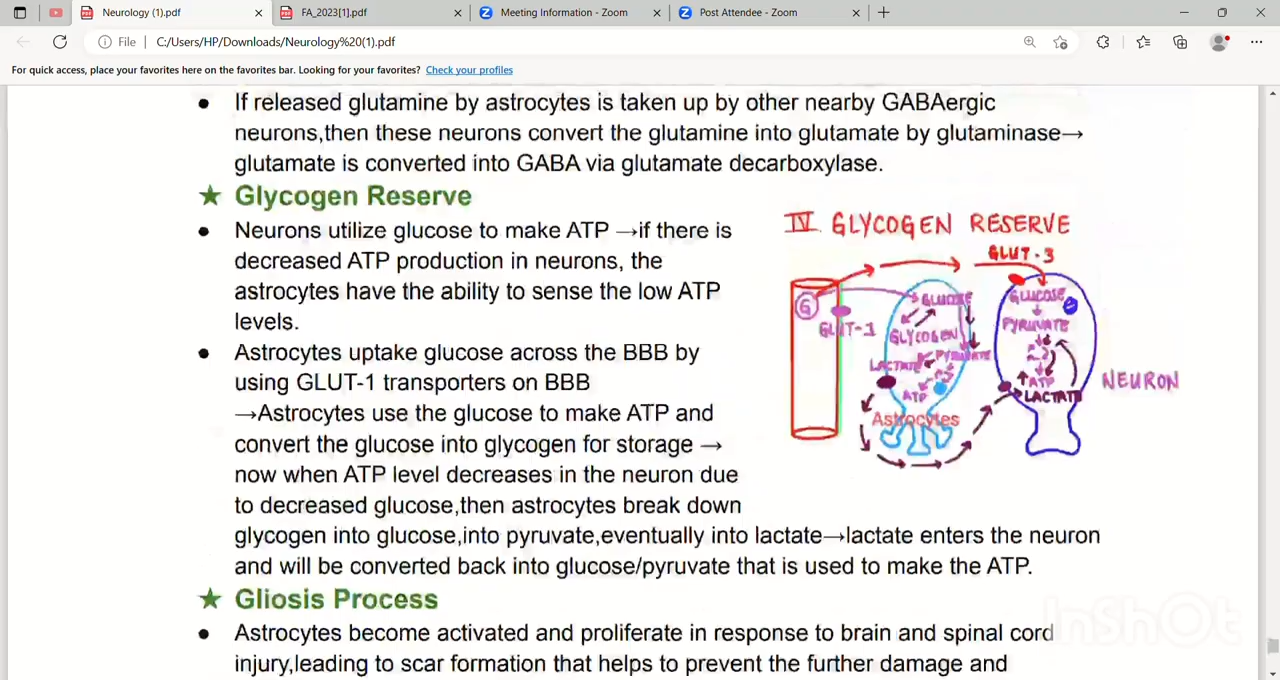 Neurology (1).pdf
FA_2023[1].pdf
Meeting Information - Zoom
Post Attendee - Zoom
File
C:/Users/HP/Downloads/Neurology%20(1).pdf
For quick access, place your favorites here on the favorites bar. Looking for your favorites? Check your profiles
● If released glutamine by astrocytes is taken up by other nearby GABAergic
neurons,then these neurons convert the glutamine into glutamate by glutaminase→
glutamate is converted into GABA via glutamate decarboxylase.
★ Glycogen Reserve
● Neurons utilize glucose to make ATP →if there is
decreased ATP production in neurons, the
astrocytes have the ability to sense the low ATP
levels.
● Astrocytes uptake glucose across the BBB by
using GLUT-1 transporters on BBB
→Astrocytes use the glucose to make ATP and
convert the glucose into glycogen for storage →
now when ATP level decreases in the neuron due
to decreased glucose,then astrocytes break down
glycogen into glucose,into pyruvate,eventually into lactate→lactate enters the neuron
and will be converted back into glucose/pyruvate that is used to make the ATP.
IV. GLYCOGEN RESERVE
GLUT-3
G
GLUT-1
GLUCOSE
GLYCOGEN
PYRUVATE
LACTATE
ATP
Astrocytes
GLUCOSE
PYRUVATE
ATP
LACTATE
NEURON
★ Gliosis Process
● Astrocytes become activated and proliferate in response to brain and spinal cord
injury,leading to scar formation that helps to prevent the further damage and
InShOt